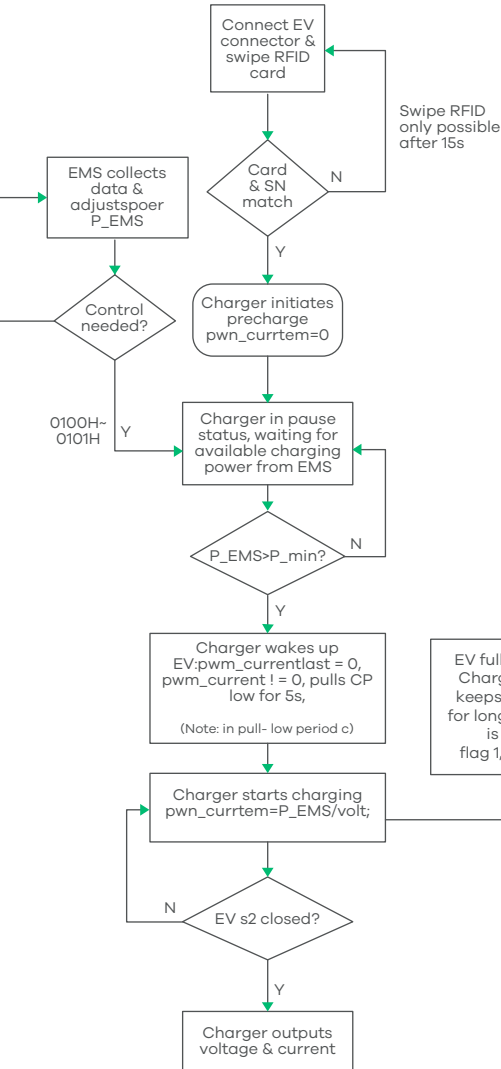 Connect EV
connector &
swipe RFID
card
Swipe RFID
only possible
after 15s
Card
& SN
match
N
Y
EMS collects
data &
adjustspoer
P_EMS
Control
needed?
0100H~
0101H
Y
Charger initiates
precharge
pwn_currtem=0
Charger in pause
status, waiting for
available charging
power from EMS
P_EMS>P_min?
N
Y
Charger wakes up
EV:pwm_currentlast = 0,
pwm_current ! = 0, pulls CP
low for 5s,
(Note: in pull- low period c)
EV full
Charg
keeps
for long
is
flag 1,
Charger starts charging
pwn_currtem=P_EMS/volt;
N
EV s2 closed?
Y
Charger outputs
voltage & current